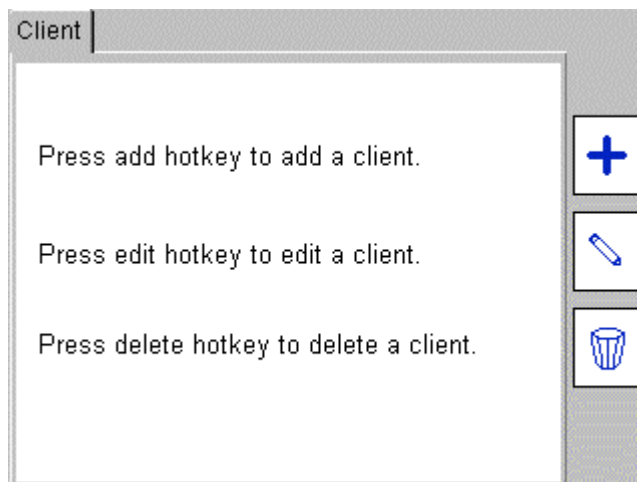 Client
Press add hotkey to add a client.
Press edit hotkey to edit a client.
Press delete hotkey to delete a client.